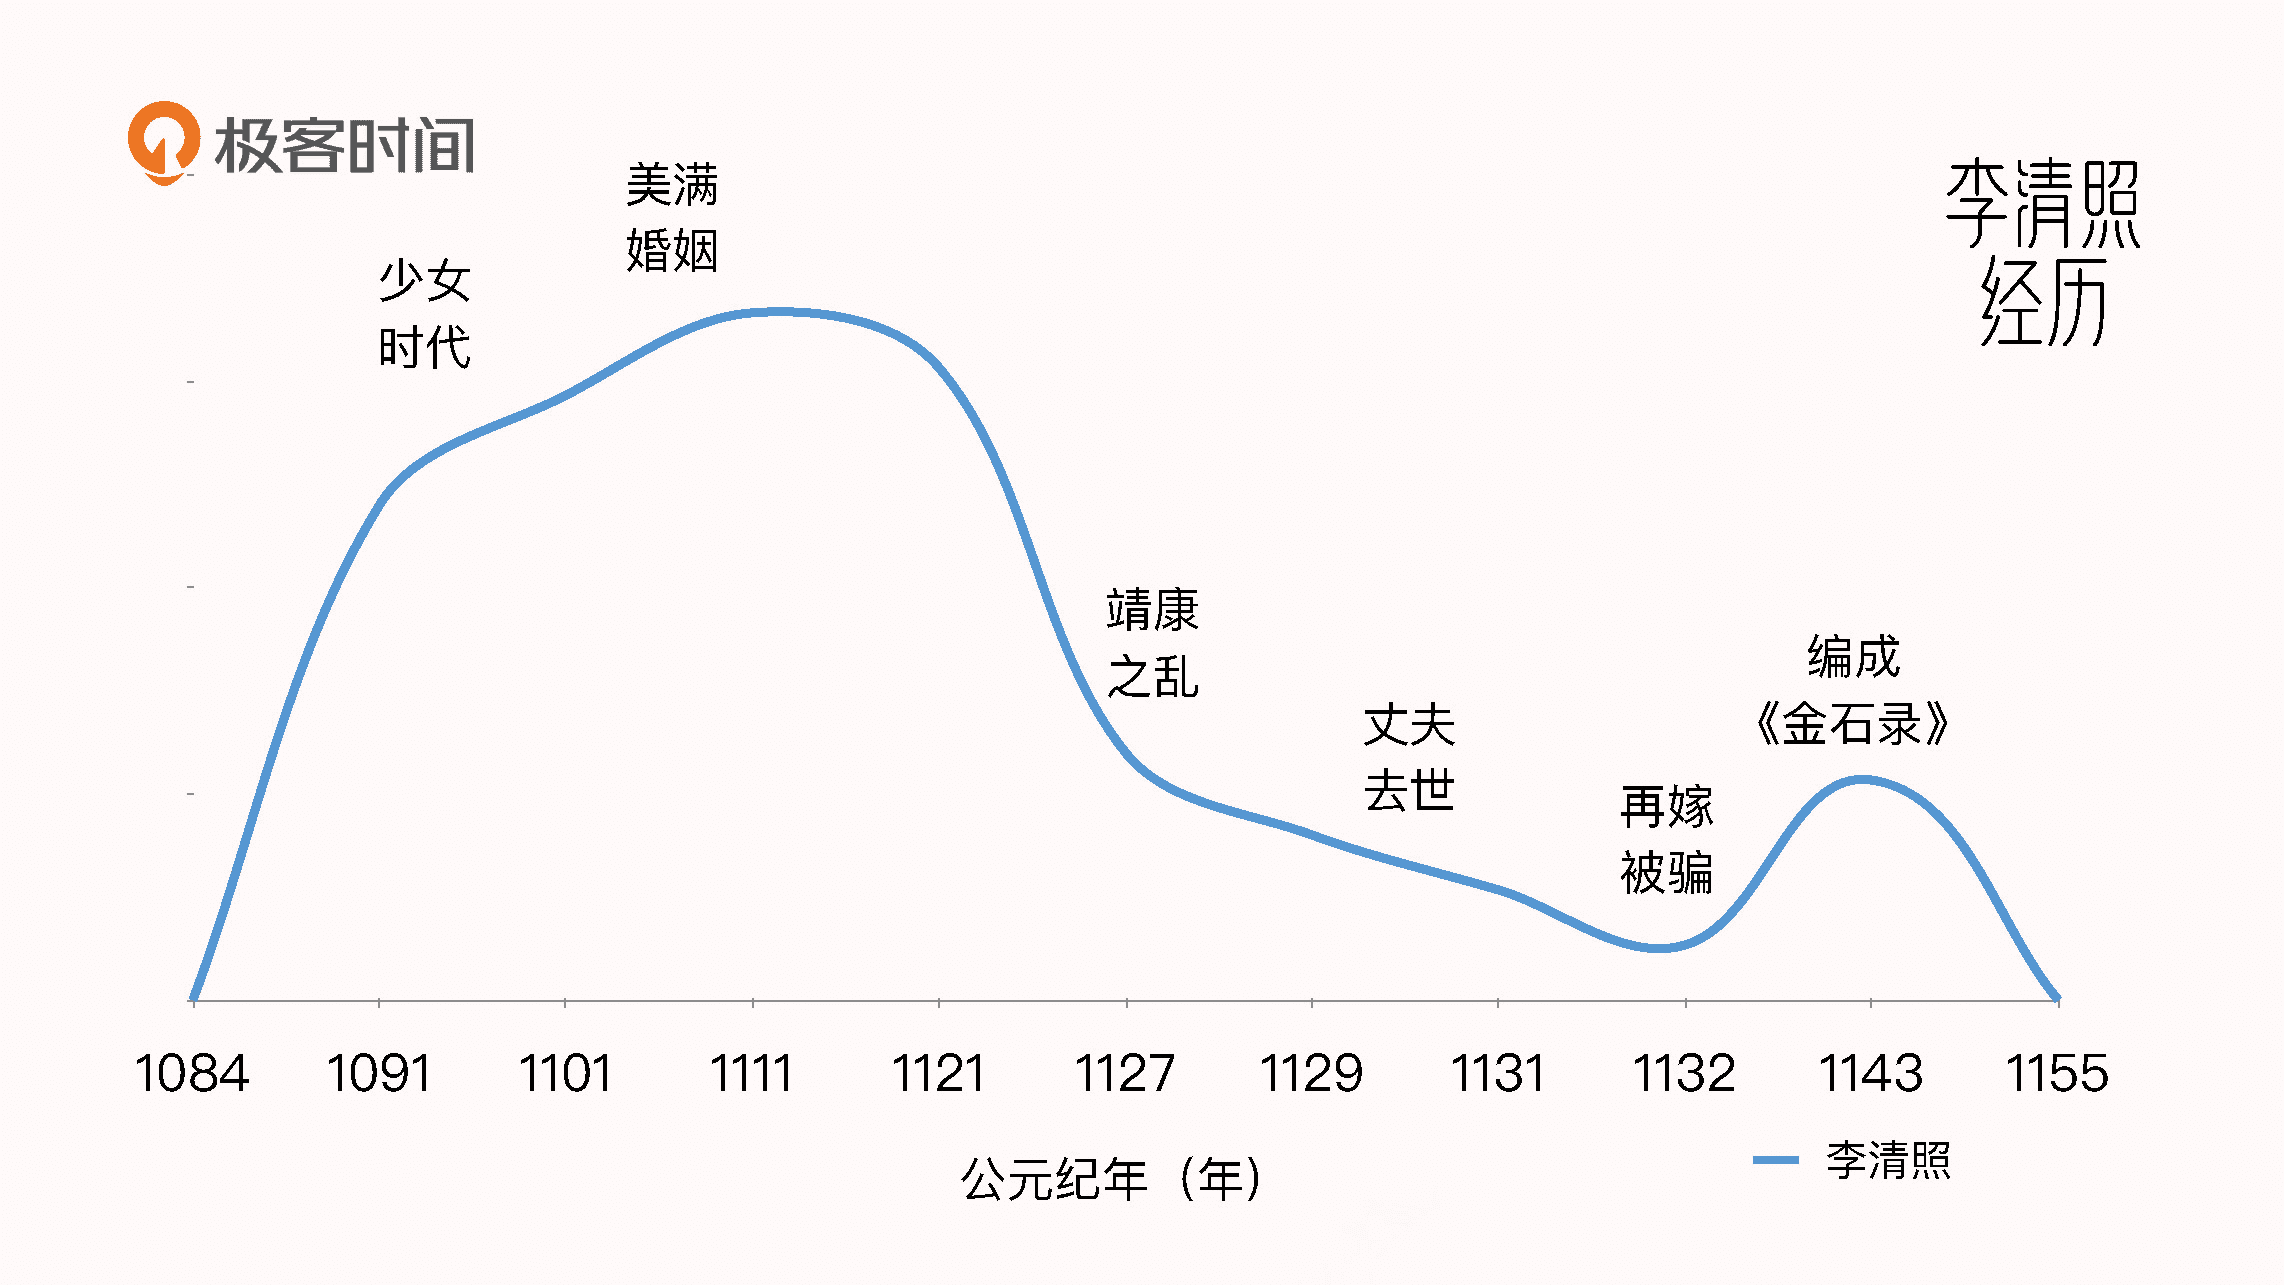 极客时间
李清照
经历
美满
婚姻
少女
时代
靖康
之乱
丈夫
去世
再嫁
被骗
编成
《金石录》
1084 1091 1101 1111 1121 1127 1129 1131 1132 1143 1155
公元纪年（年）
李清照